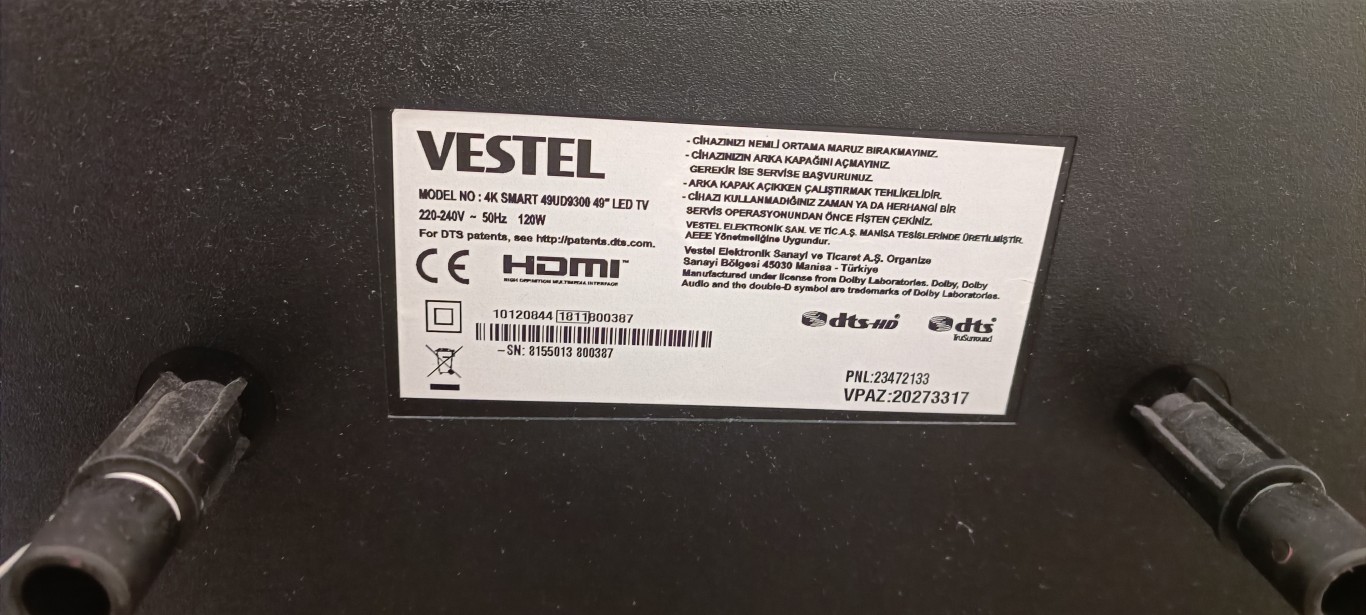 VESTEL
MODEL NO : 4K SMART 49UD9300 49" LED TV
220-240V ~ 50Hz 120W
For DTS patents, see http://patents.dts.com.
CE HDMI™
HIGH DEFINITION MULTIMEDIA INTERFACE
10120844 1811800387
SN: 8155013 800387
- CİHAZINIZI NEMLİ ORTAMA MARUZ BIRAKMAYINIZ.
- CİHAZINIZIN ARKA KAPAĞINI AÇMAYINIZ.
GEREKİR İSE SERVİSE BAŞVURUNUZ.
- ARKA KAPAK AÇIKKEN ÇALIŞTIRMAK TEHLİKELİDİR.
- CİHAZI KULLANMADIĞINIZ ZAMAN YA DA HERHANGİ BİR
SERVİS OPERASYONUNDAN ÖNCE FİŞTEN ÇEKİNİZ.
VESTEL ELEKTRONİK SAN. VE TİC A.Ş. MANİSA TESİSLERİNDE ÜRETİLMİŞTİR.
AEEE Yönetmeliğine Uygundur.
Vestel Elektronik Sanayi ve Ticaret A.Ş. Organize
Sanayi Bölgesi 45030 Manisa - Türkiye
Manufactured under license from Dolby Laboratories. Dolby, Dolby
Audio and the double-D symbol are trademarks of Dolby Laboratories.
dts-HD dts
TruSurround
PNL:23472133
VPAZ:20273317